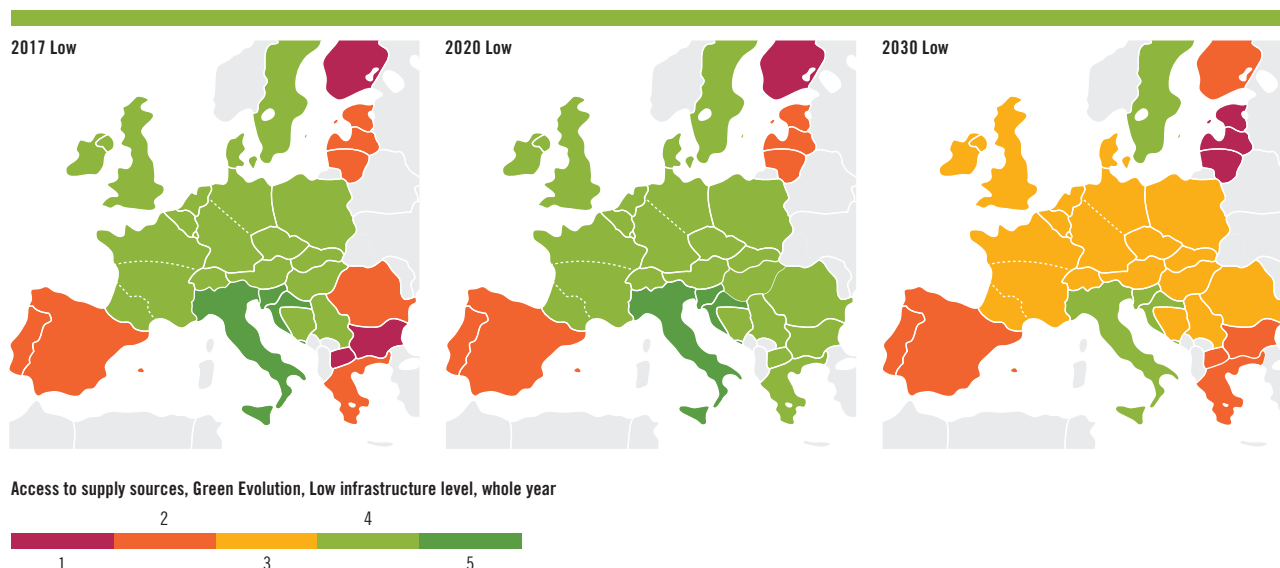 2017 Low
2020 Low
2030 Low
Access to supply sources, Green Evolution, Low infrastructure level, whole year
2 4
1 3 5